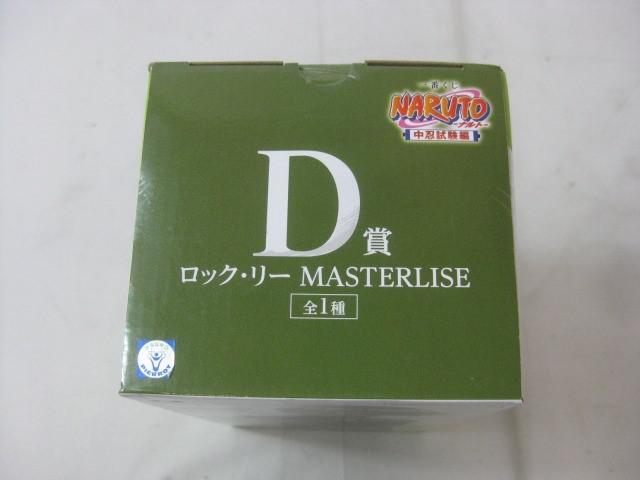 一番くじ
NARUTO
-ナルト-
中忍試験編
D賞
ロック・リー MASTERLISE
全1種
PIERROT